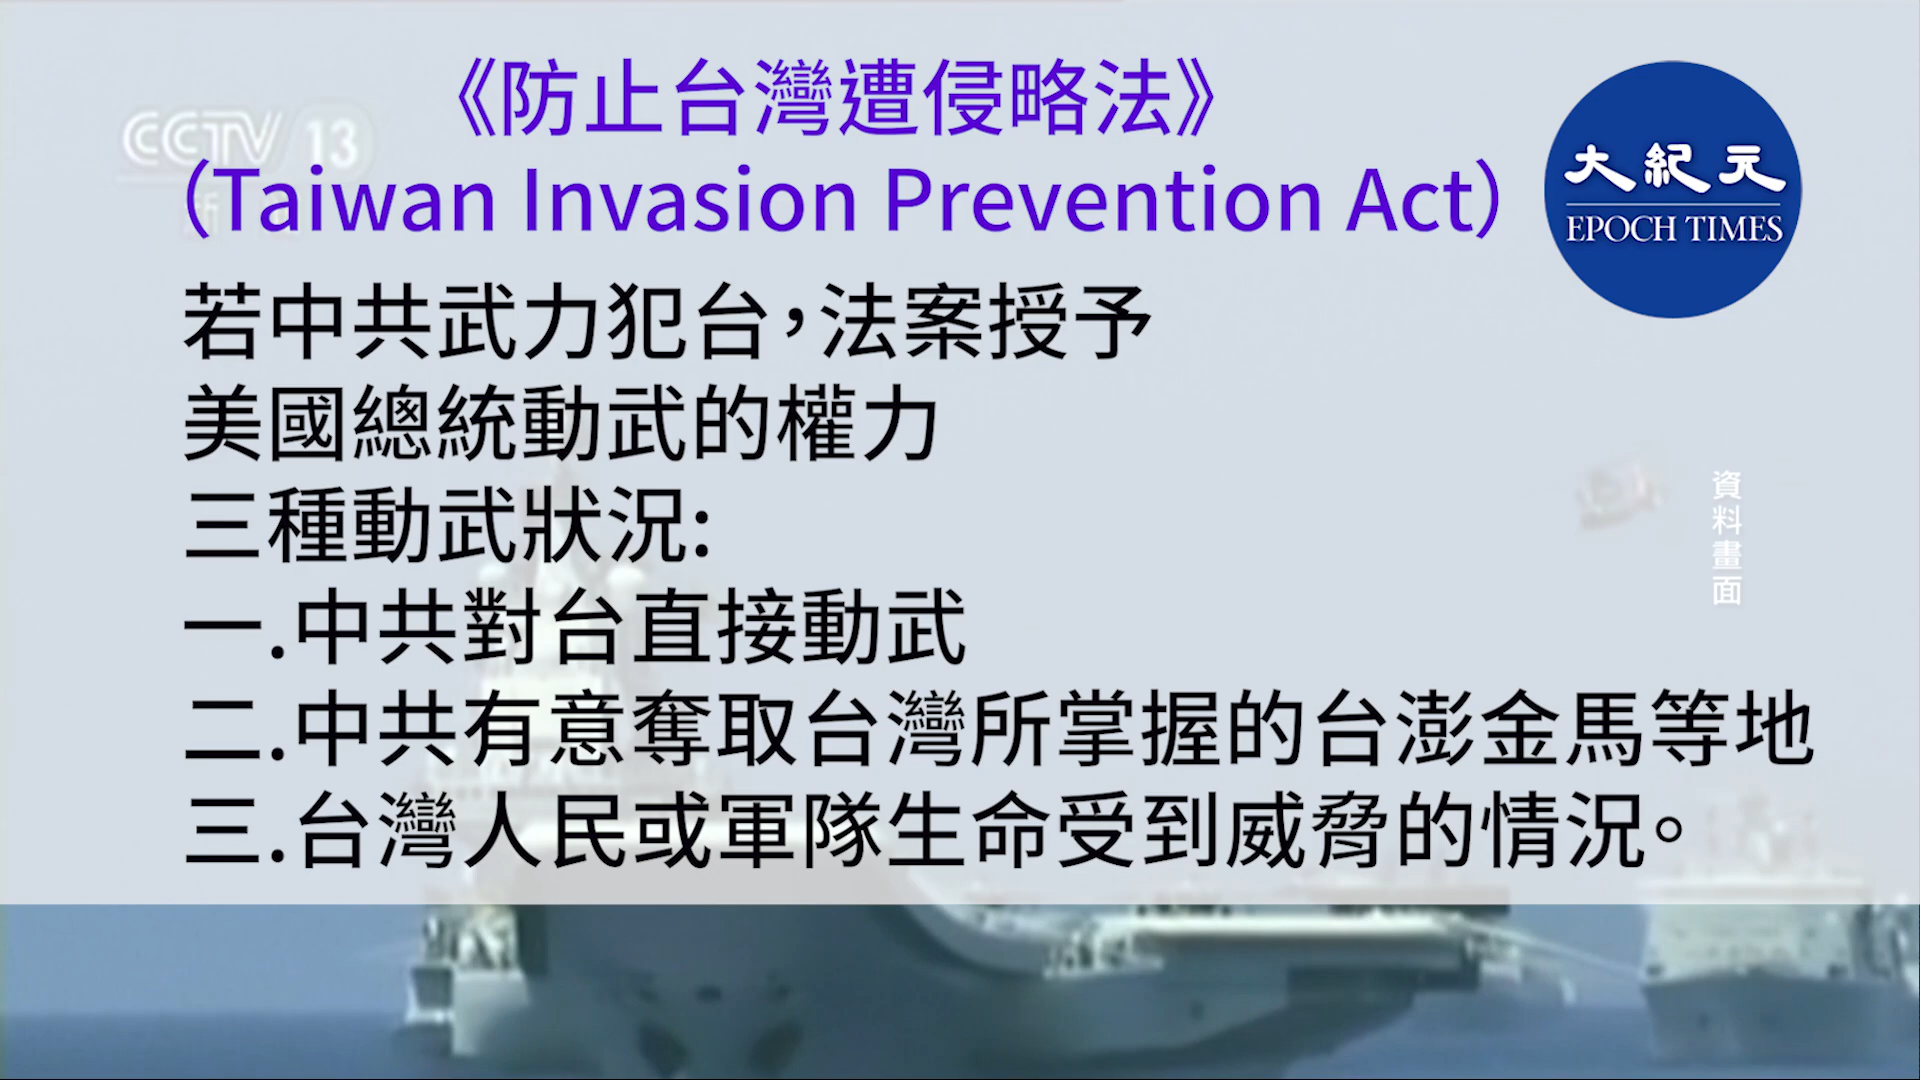 《防止台灣遭侵略法》
（Taiwan Invasion Prevention Act）
若中共武力犯台，法案授予
美國總統動武的權力
三種動武狀況:
一.中共對台直接動武
二.中共有意奪取台灣所掌握的台澎金馬等地
三.台灣人民或軍隊生命受到威脅的情況。
大紀元
EPOCH TIMES
CCTV 13
資料畫面